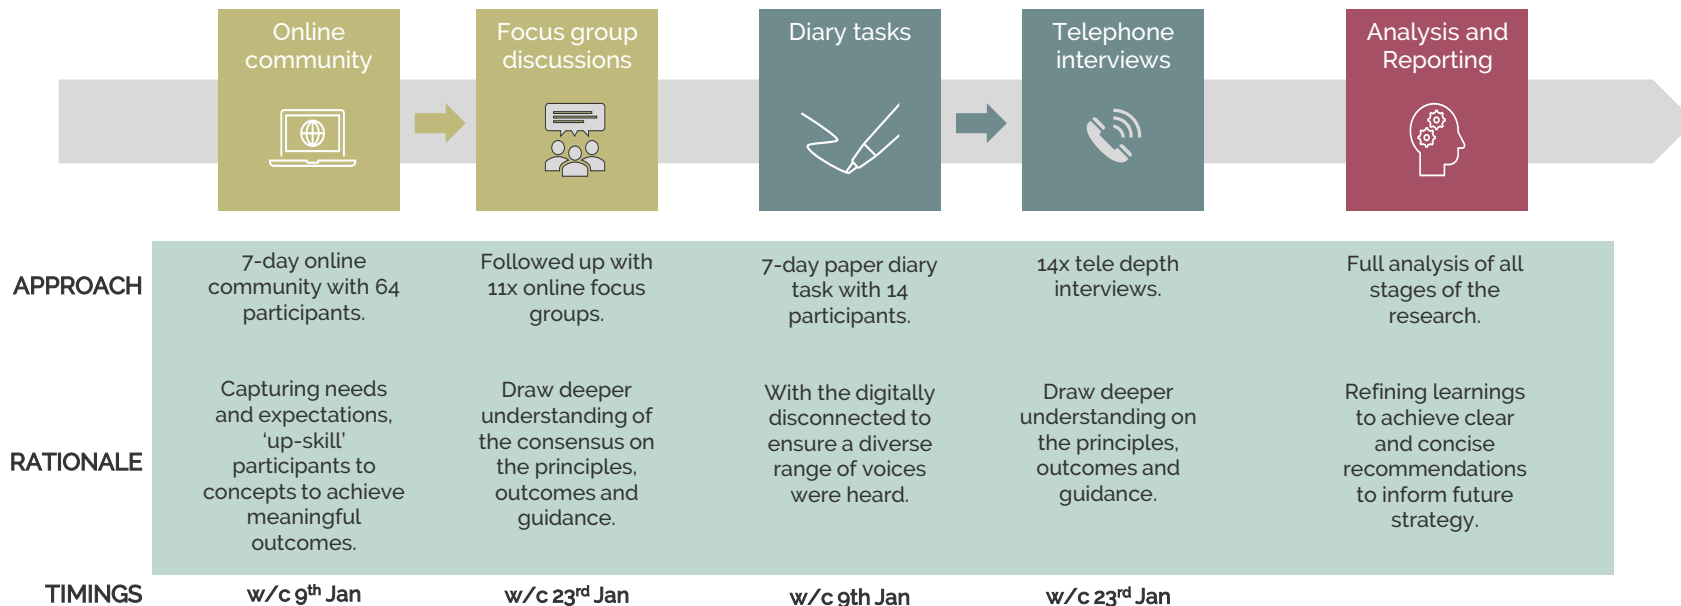 Online
community
Focus group
discussions
Diary tasks
Telephone
interviews
Analysis and
Reporting
APPROACH
7-day online
community with 64
participants.
Followed up with
11x online focus
groups.
7-day paper diary
task with 14
participants.
14x tele depth
interviews.
Full analysis of all
stages of the
research.
RATIONALE
Capturing needs
and expectations,
‘up-skill’
participants to
concepts to achieve
meaningful
outcomes.
Draw deeper
understanding of
the consensus on
the principles,
outcomes and
guidance.
With the digitally
disconnected to
ensure a diverse
range of voices
were heard.
Draw deeper
understanding on
the principles,
outcomes and
guidance.
Refining learnings
to achieve clear
and concise
recommendations
to inform future
strategy.
TIMINGS
w/c 9th Jan
w/c 23rd Jan
w/c 9th Jan
w/c 23rd Jan